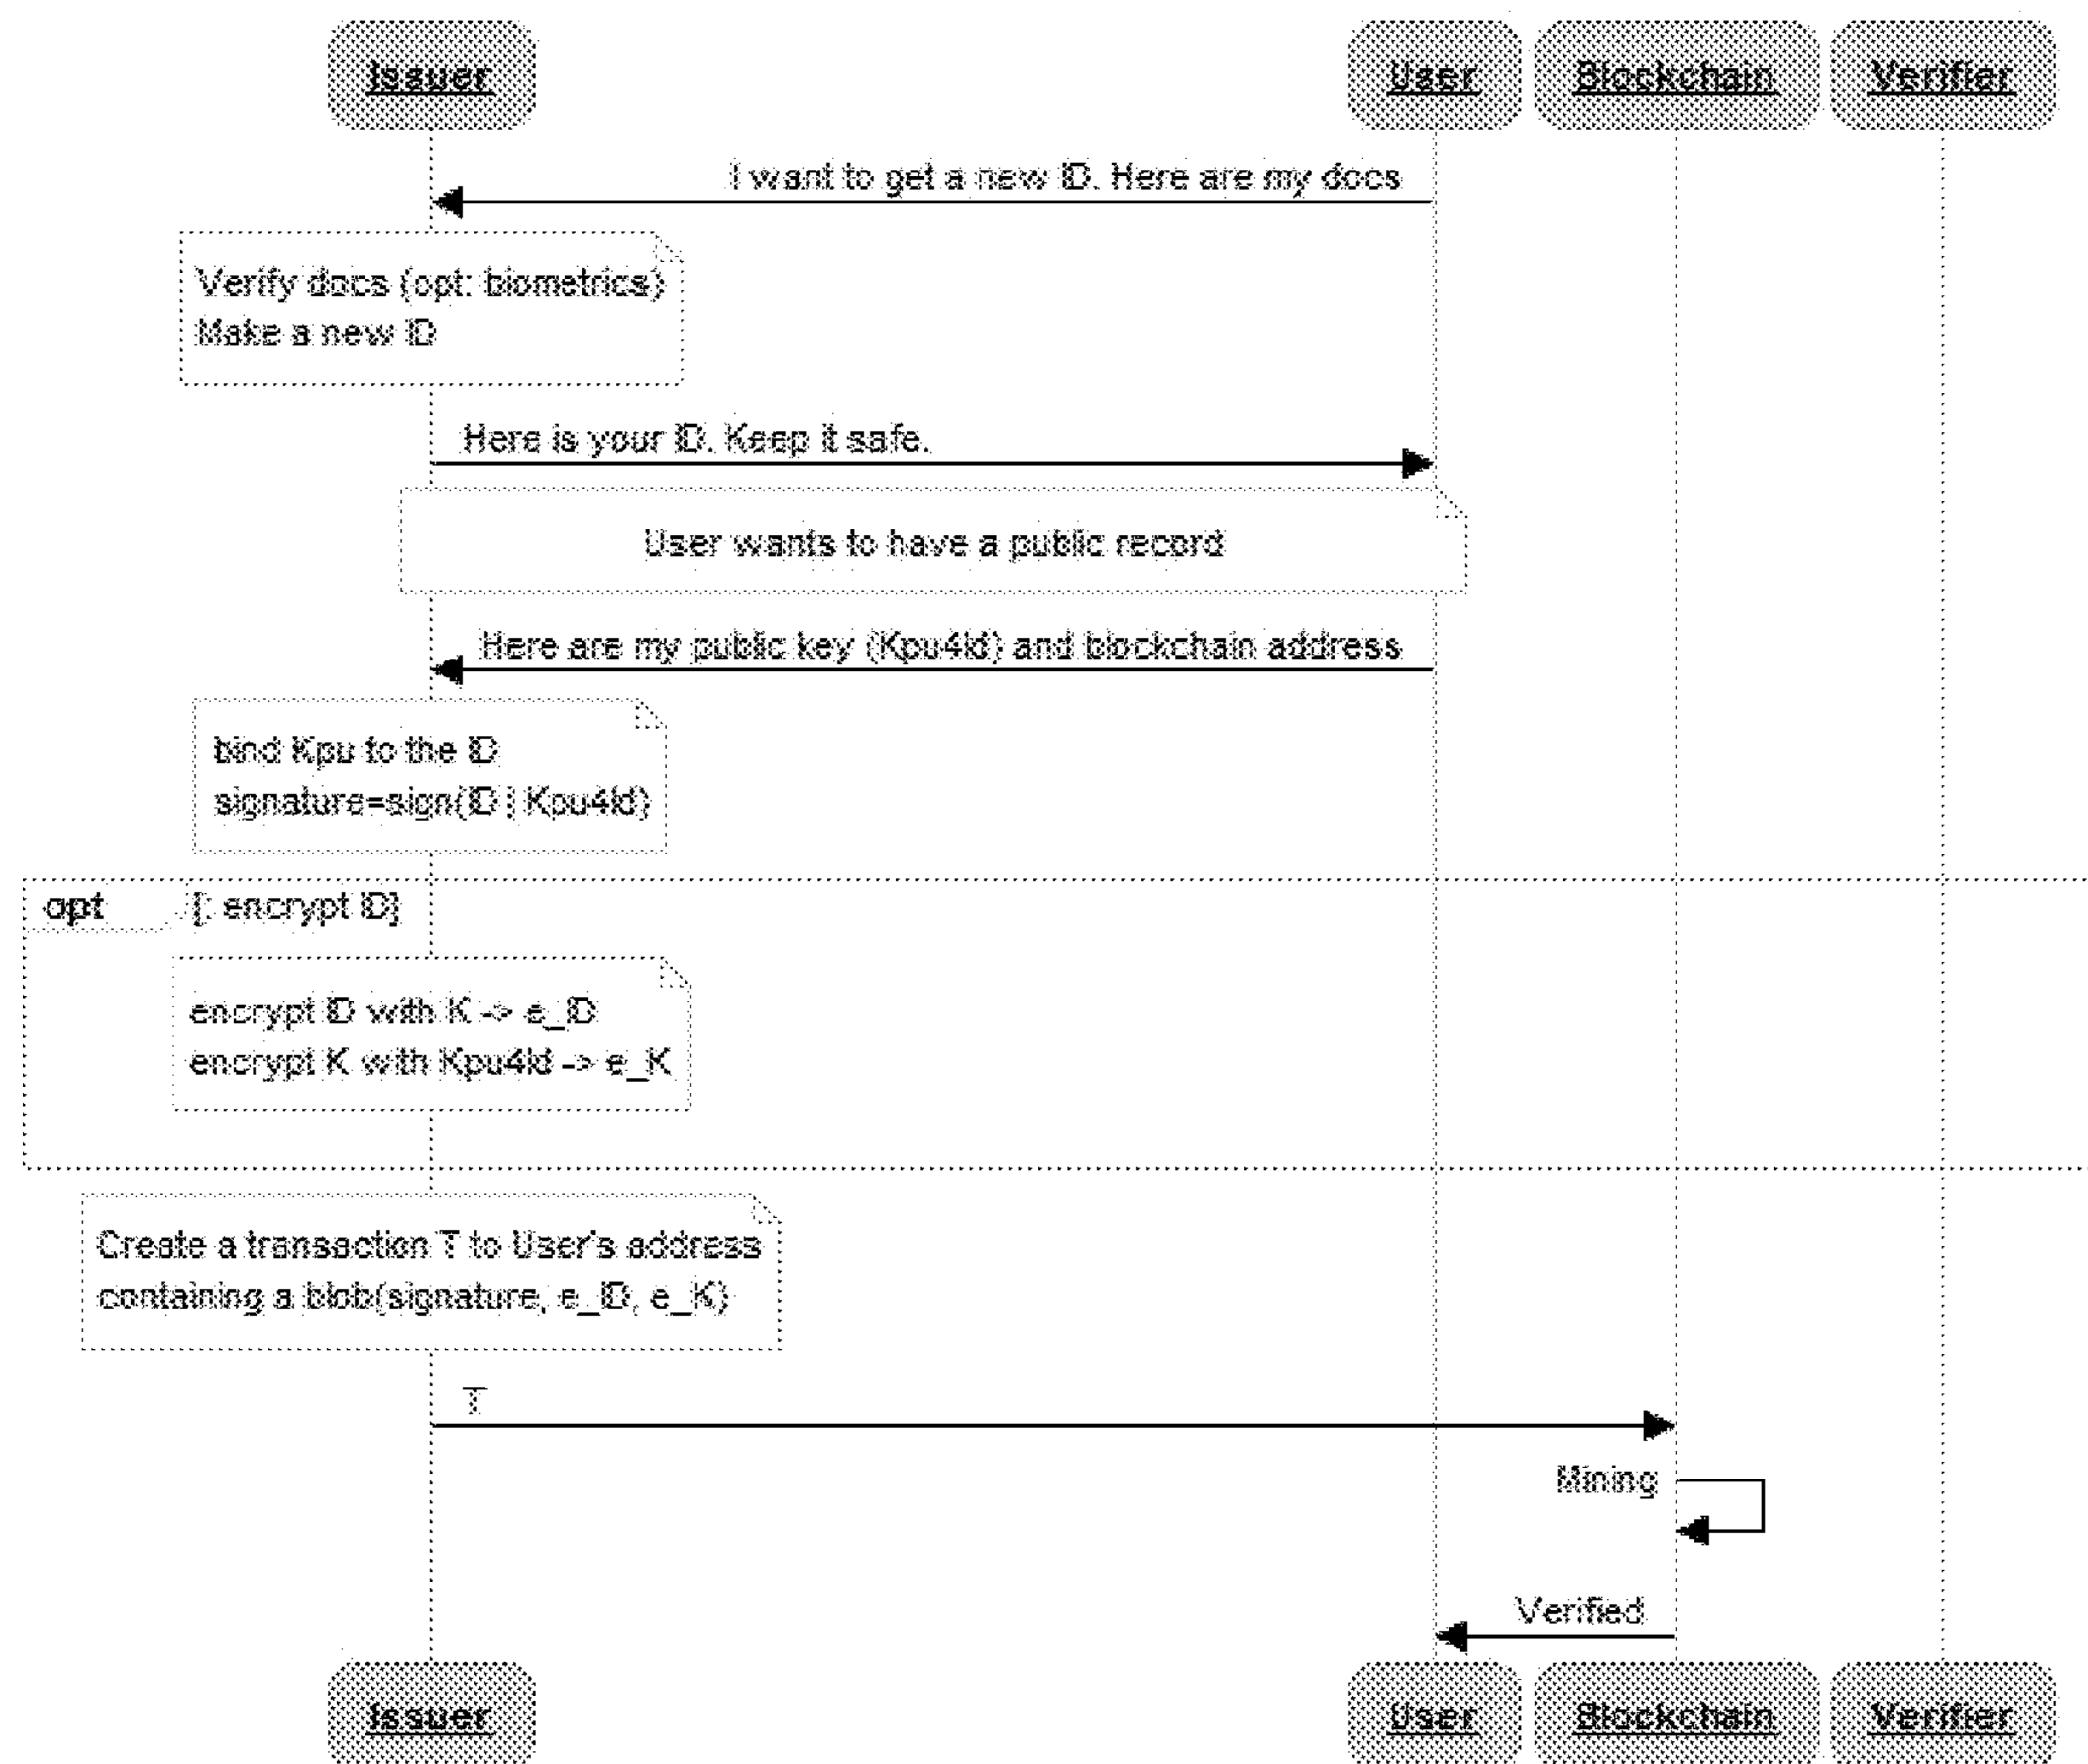 Issuer
User
Blockchain
Verifier
I want to get a new ID. Here are my docs
Verify docs (opt: biometrics)
Make a new ID
Here is your ID. Keep it safe.
User wants to have a public record
Here are my public key (Kpu4Id) and blockchain address
bind Kpu to the ID
signature=sign(ID | Kpu4Id)
opt
[: encrypt ID]
encrypt ID with K -> e_ID
encrypt K with Kpu4Id -> e_K
Create a transaction T to User's address
containing a blob(signature, e_ID, e_K)
T
Mining
Verified
Issuer
User
Blockchain
Verifier